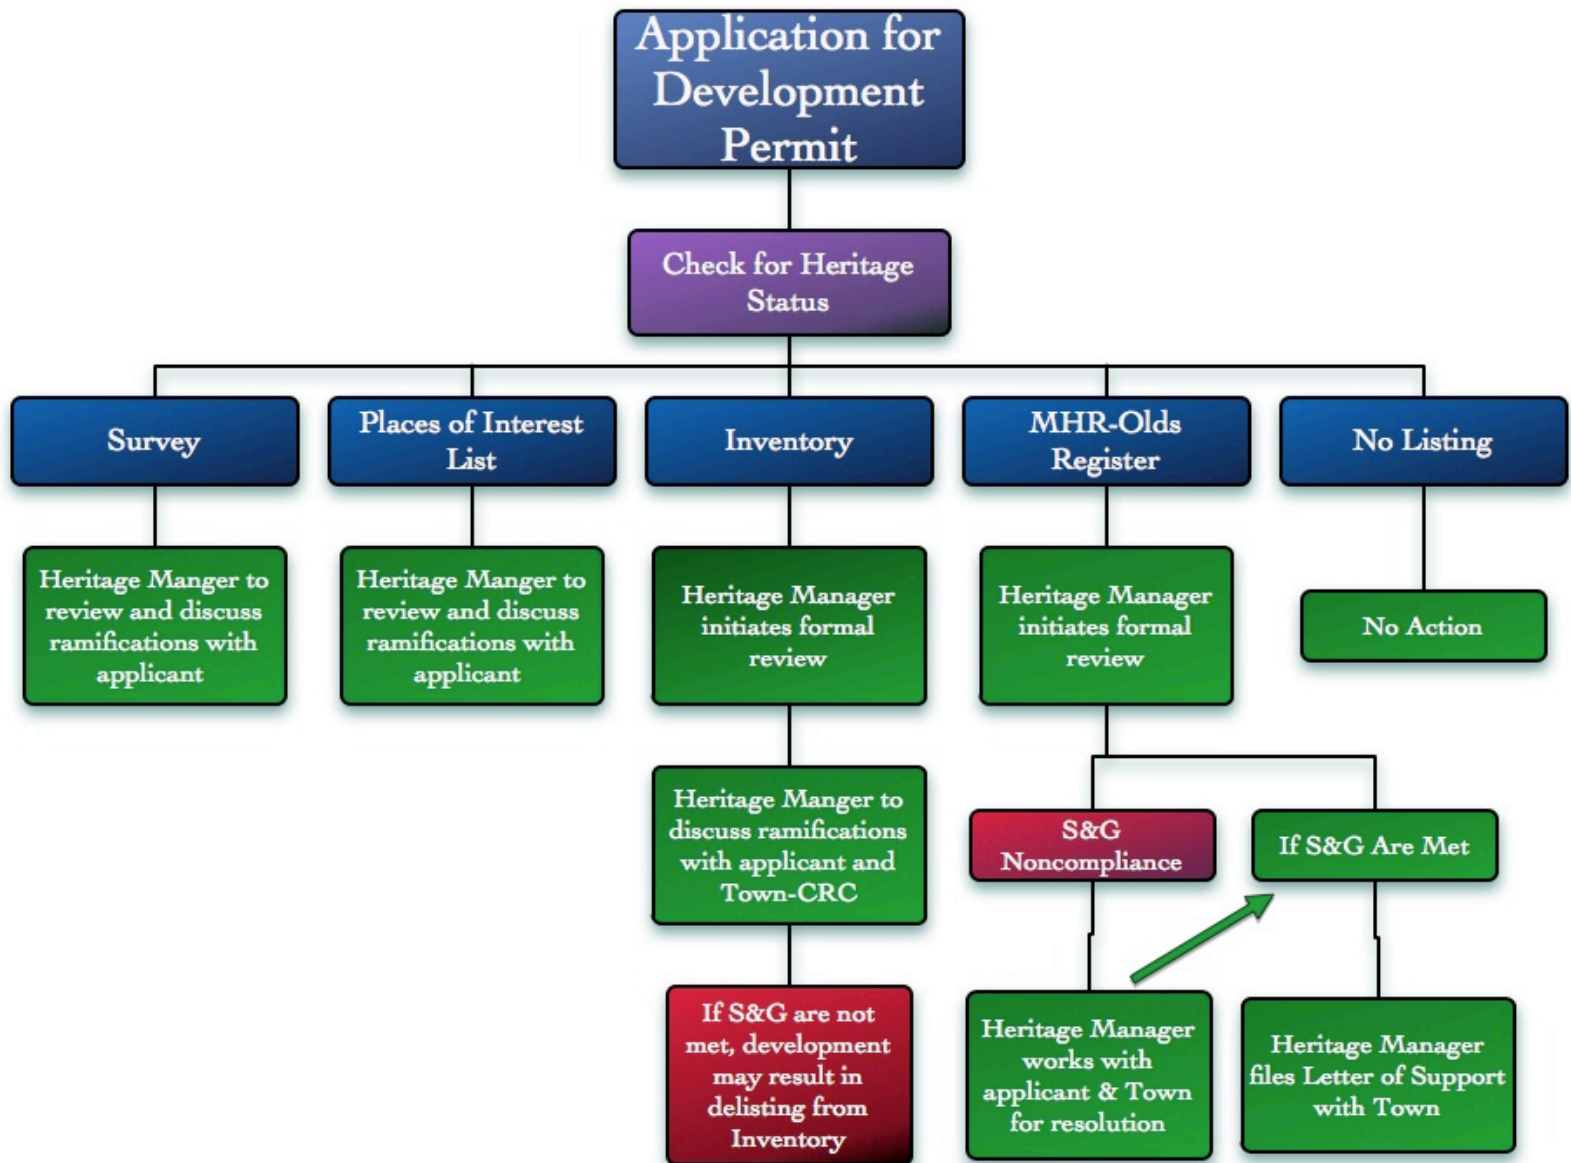 Application for
Development
Permit
Check for Heritage
Status
Survey
Places of Interest
List
Inventory
MHR-Olds
Register
No Listing
Heritage Manger to
review and discuss
ramifications with
applicant
Heritage Manger to
review and discuss
ramifications with
applicant
Heritage Manager
initiates formal
review
Heritage Manager
initiates formal
review
No Action
Heritage Manger to
discuss ramifications
with applicant and
Town-CRC
S&G
Noncompliance
If S&G Are Met
If S&G are not
met, development
may result in
delisting from
Inventory
Heritage Manager
works with
applicant & Town
for resolution
Heritage Manager
files Letter of Support
with Town